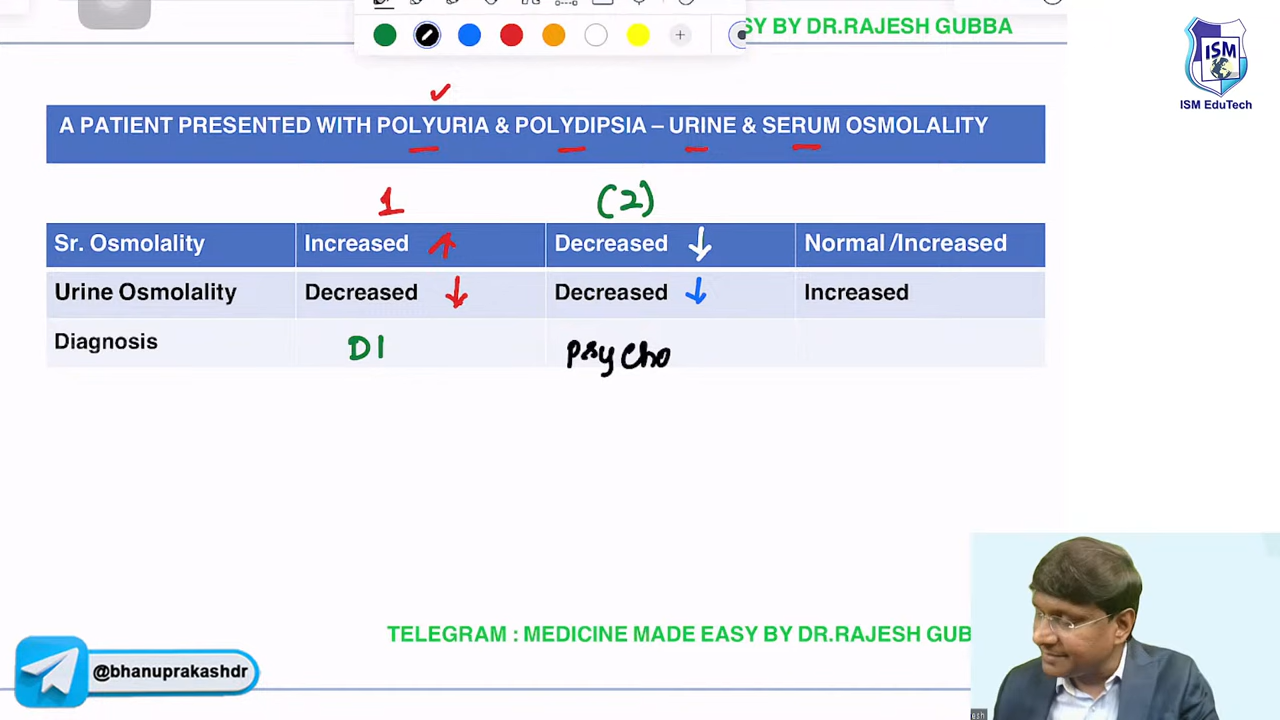 SY BY DR.RAJESH GUBBA
ISM
ISM EduTech
A PATIENT PRESENTED WITH POLYURIA & POLYDIPSIA – URINE & SERUM OSMOLALITY
1 (2)
Sr. Osmolality Increased ↑ Decreased ↓ Normal /Increased
Urine Osmolality Decreased ↓ Decreased ↓ Increased
Diagnosis DI Psycho
TELEGRAM : MEDICINE MADE EASY BY DR.RAJESH GUB
@bhanuprakashdr
esh